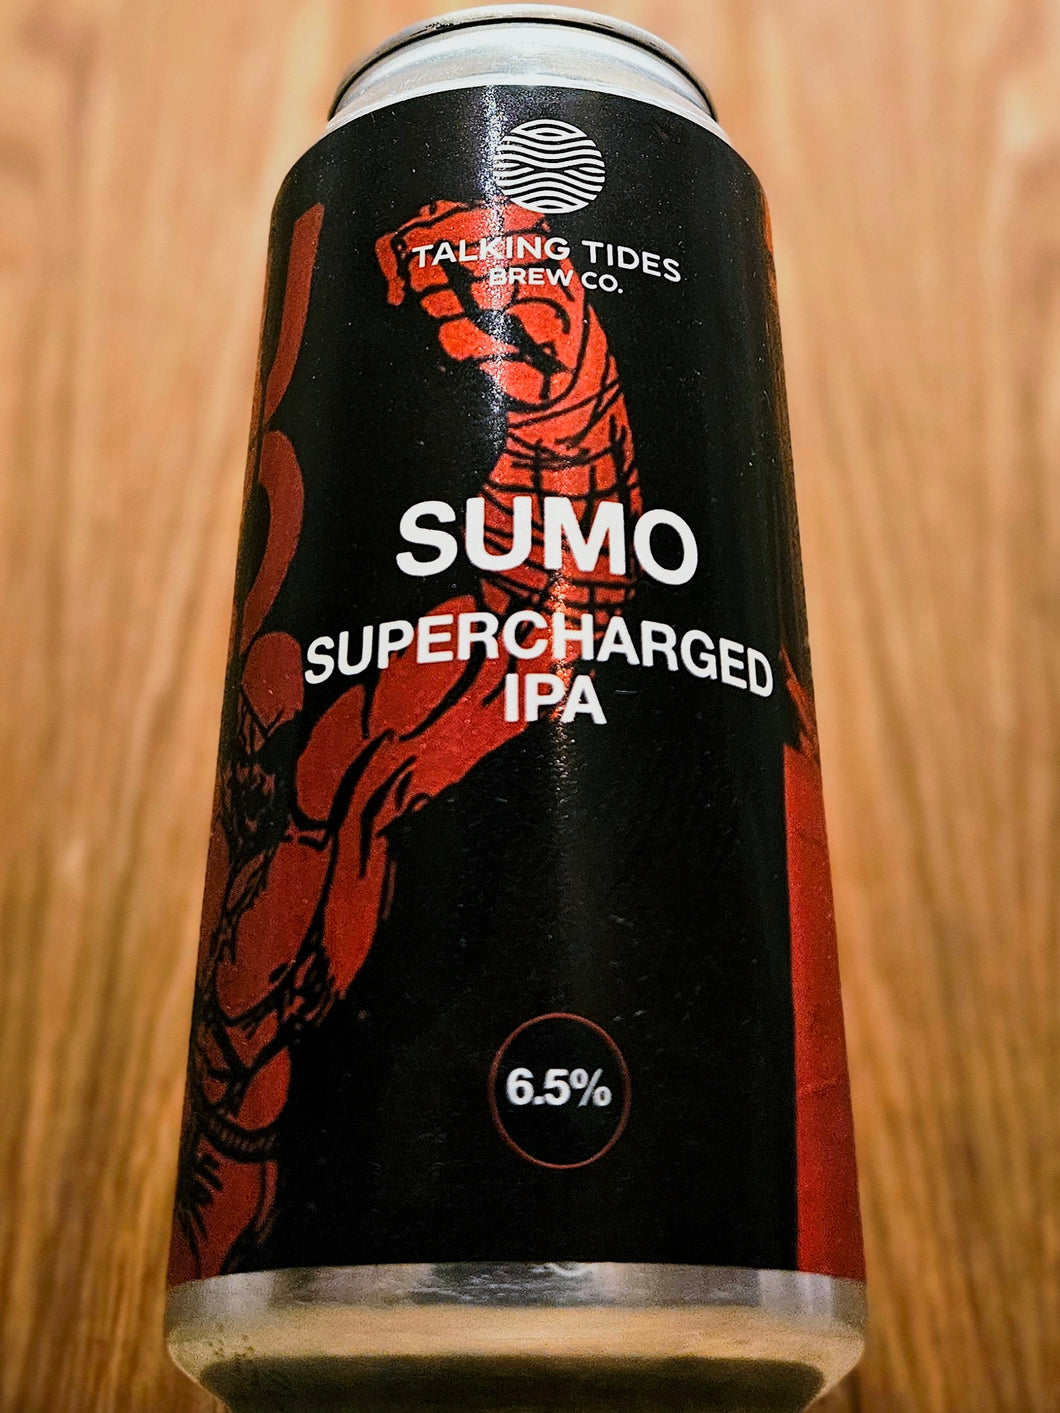 TALKING TIDES
BREW CO.
SUMO
SUPERCHARGED
IPA
6.5%